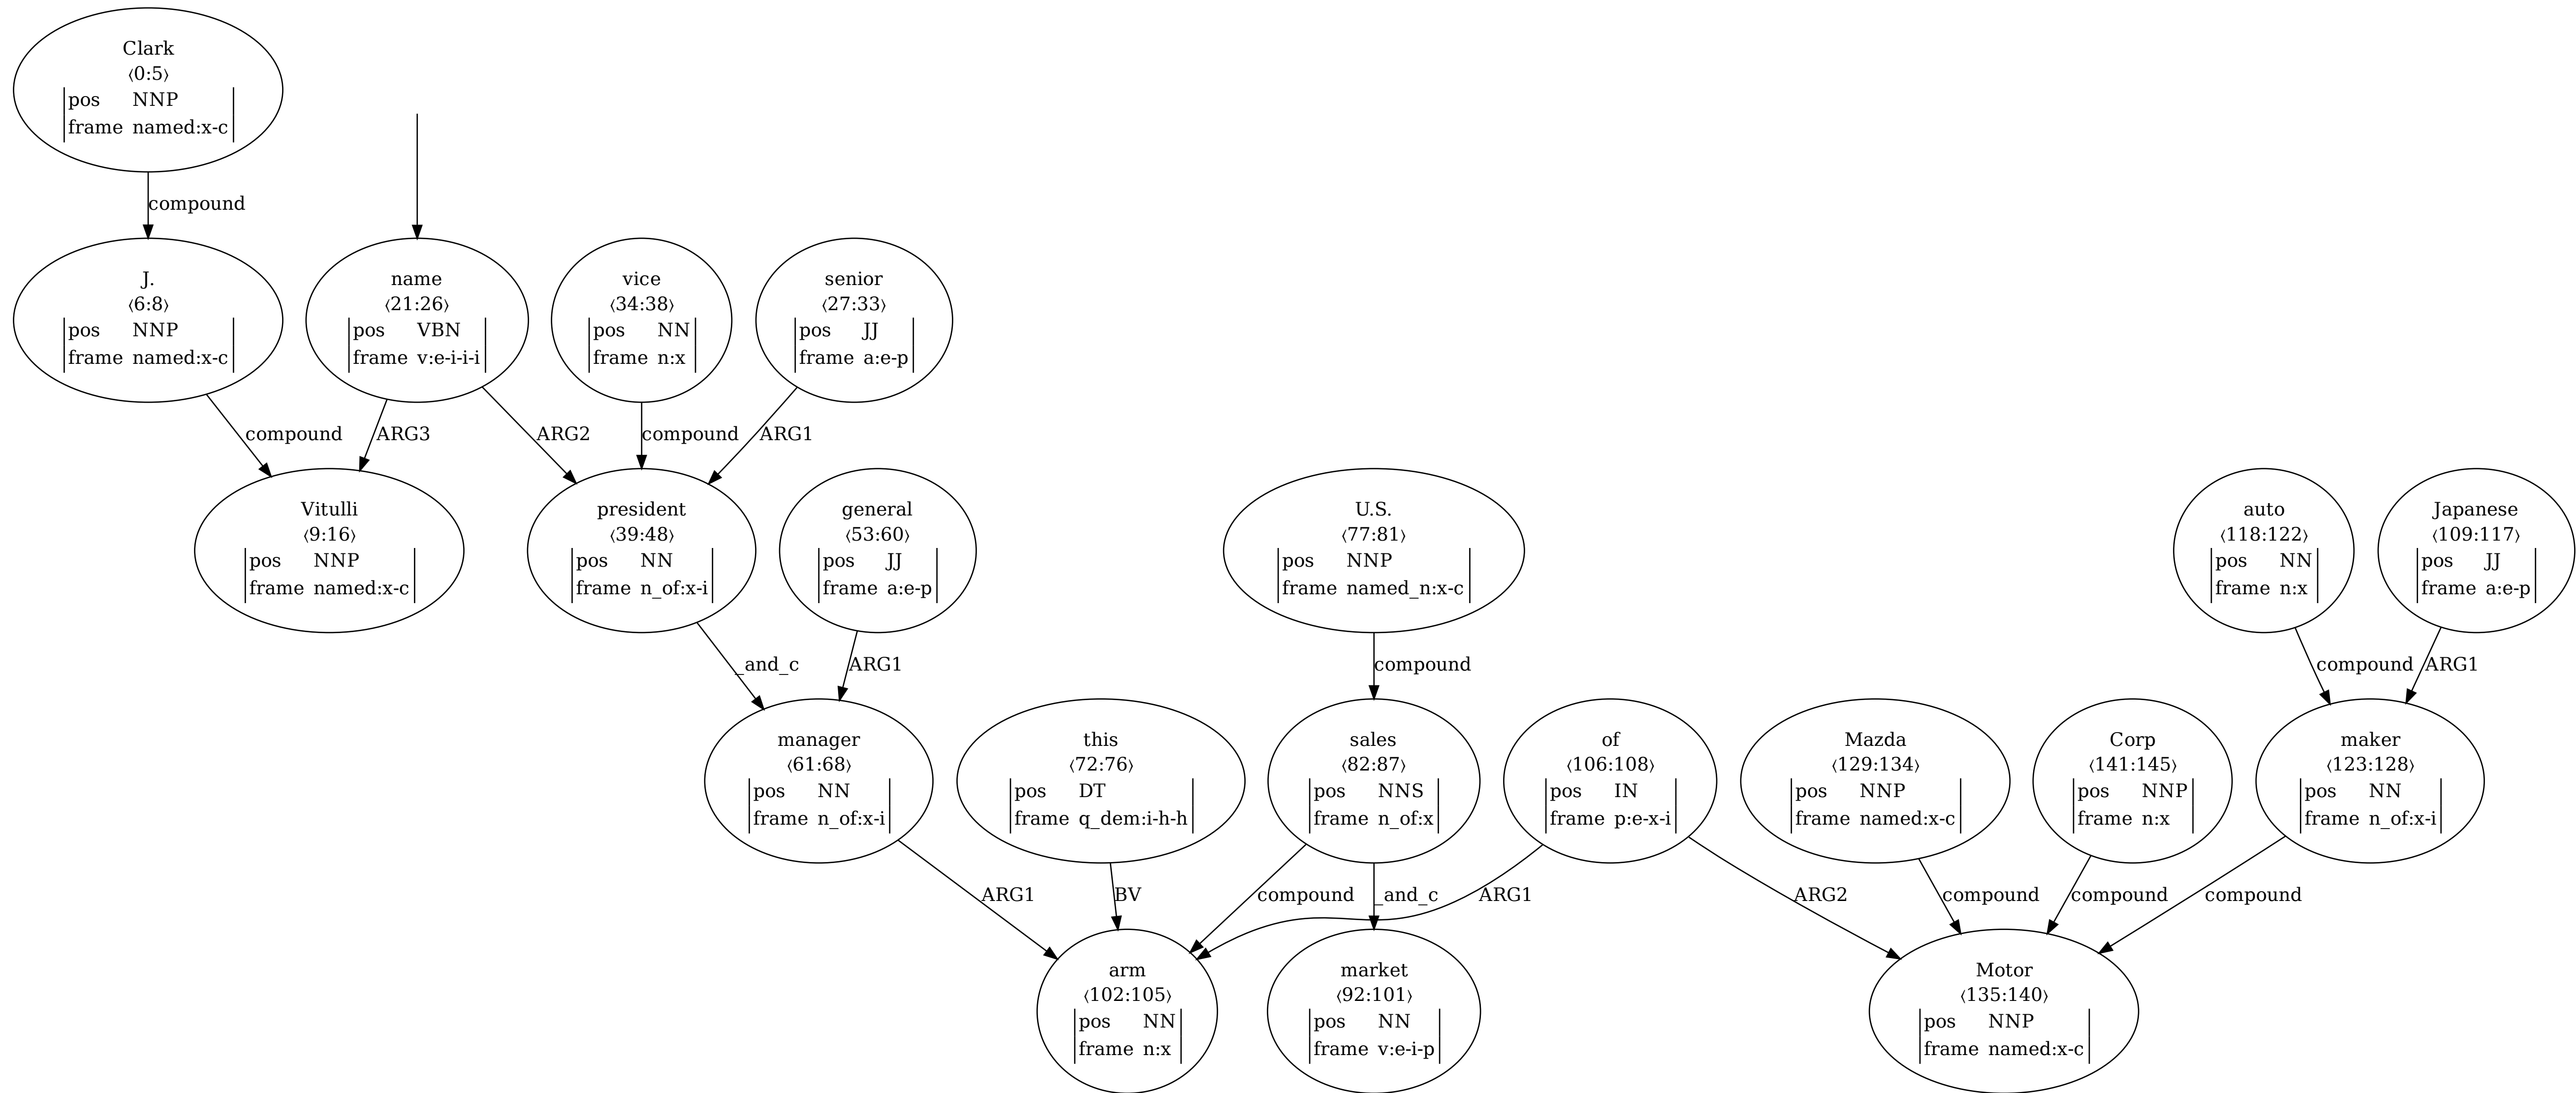 Clark
⟨0:5⟩
pos NNP
frame named:x-c
compound
J.
⟨6:8⟩
pos NNP
frame named:x-c
name
⟨21:26⟩
pos VBN
frame v:e-i-i-i
vice
⟨34:38⟩
pos NN
frame n:x
senior
⟨27:33⟩
pos JJ
frame a:e-p
compound
ARG3
ARG2
compound
ARG1
Vitulli
⟨9:16⟩
pos NNP
frame named:x-c
president
⟨39:48⟩
pos NN
frame n_of:x-i
general
⟨53:60⟩
pos JJ
frame a:e-p
U.S.
⟨77:81⟩
pos NNP
frame named_n:x-c
auto
⟨118:122⟩
pos NN
frame n:x
Japanese
⟨109:117⟩
pos JJ
frame a:e-p
_and_c
ARG1
compound
compound
ARG1
manager
⟨61:68⟩
pos NN
frame n_of:x-i
this
⟨72:76⟩
pos DT
frame q_dem:i-h-h
sales
⟨82:87⟩
pos NNS
frame n_of:x
of
⟨106:108⟩
pos IN
frame p:e-x-i
Mazda
⟨129:134⟩
pos NNP
frame named:x-c
Corp
⟨141:145⟩
pos NNP
frame n:x
maker
⟨123:128⟩
pos NN
frame n_of:x-i
ARG1
BV
compound
_and_c
ARG1
ARG2
compound
compound
compound
arm
⟨102:105⟩
pos NN
frame n:x
market
⟨92:101⟩
pos NN
frame v:e-i-p
Motor
⟨135:140⟩
pos NNP
frame named:x-c